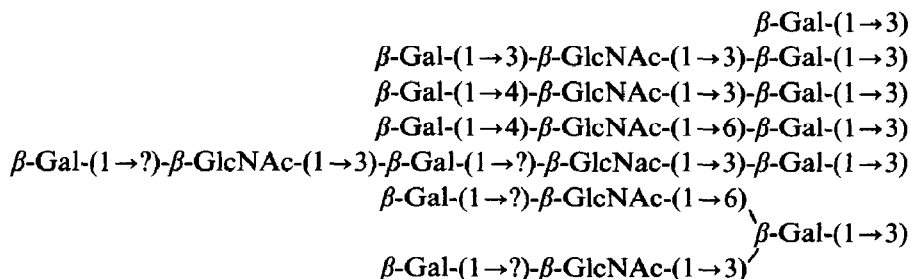 β-Gal-(1→3)
β-Gal-(1→3)-β-GlcNAc-(1→3)-β-Gal-(1→3)
β-Gal-(1→4)-β-GlcNAc-(1→3)-β-Gal-(1→3)
β-Gal-(1→4)-β-GlcNAc-(1→6)-β-Gal-(1→3)
β-Gal-(1→?)-β-GlcNAc-(1→3)-β-Gal-(1→?)-β-GlcNac-(1→3)-β-Gal-(1→3)
β-Gal-(1→?)-β-GlcNAc-(1→6)
β-Gal-(1→3)
β-Gal-(1→?)-β-GlcNAc-(1→3)